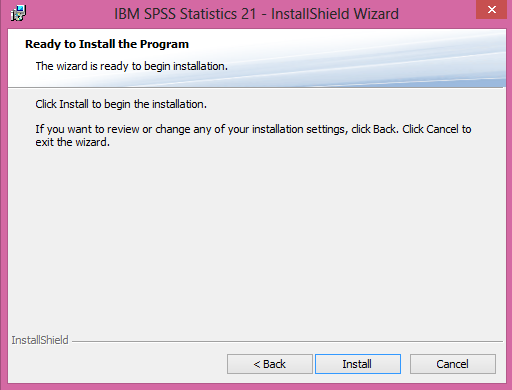 IBM SPSS Statistics 21 - InstallShield Wizard
Ready to Install the Program
The wizard is ready to begin installation.
Click Install to begin the installation.
If you want to review or change any of your installation settings, click Back. Click Cancel to
exit the wizard.
InstallShield
< Back
Install
Cancel